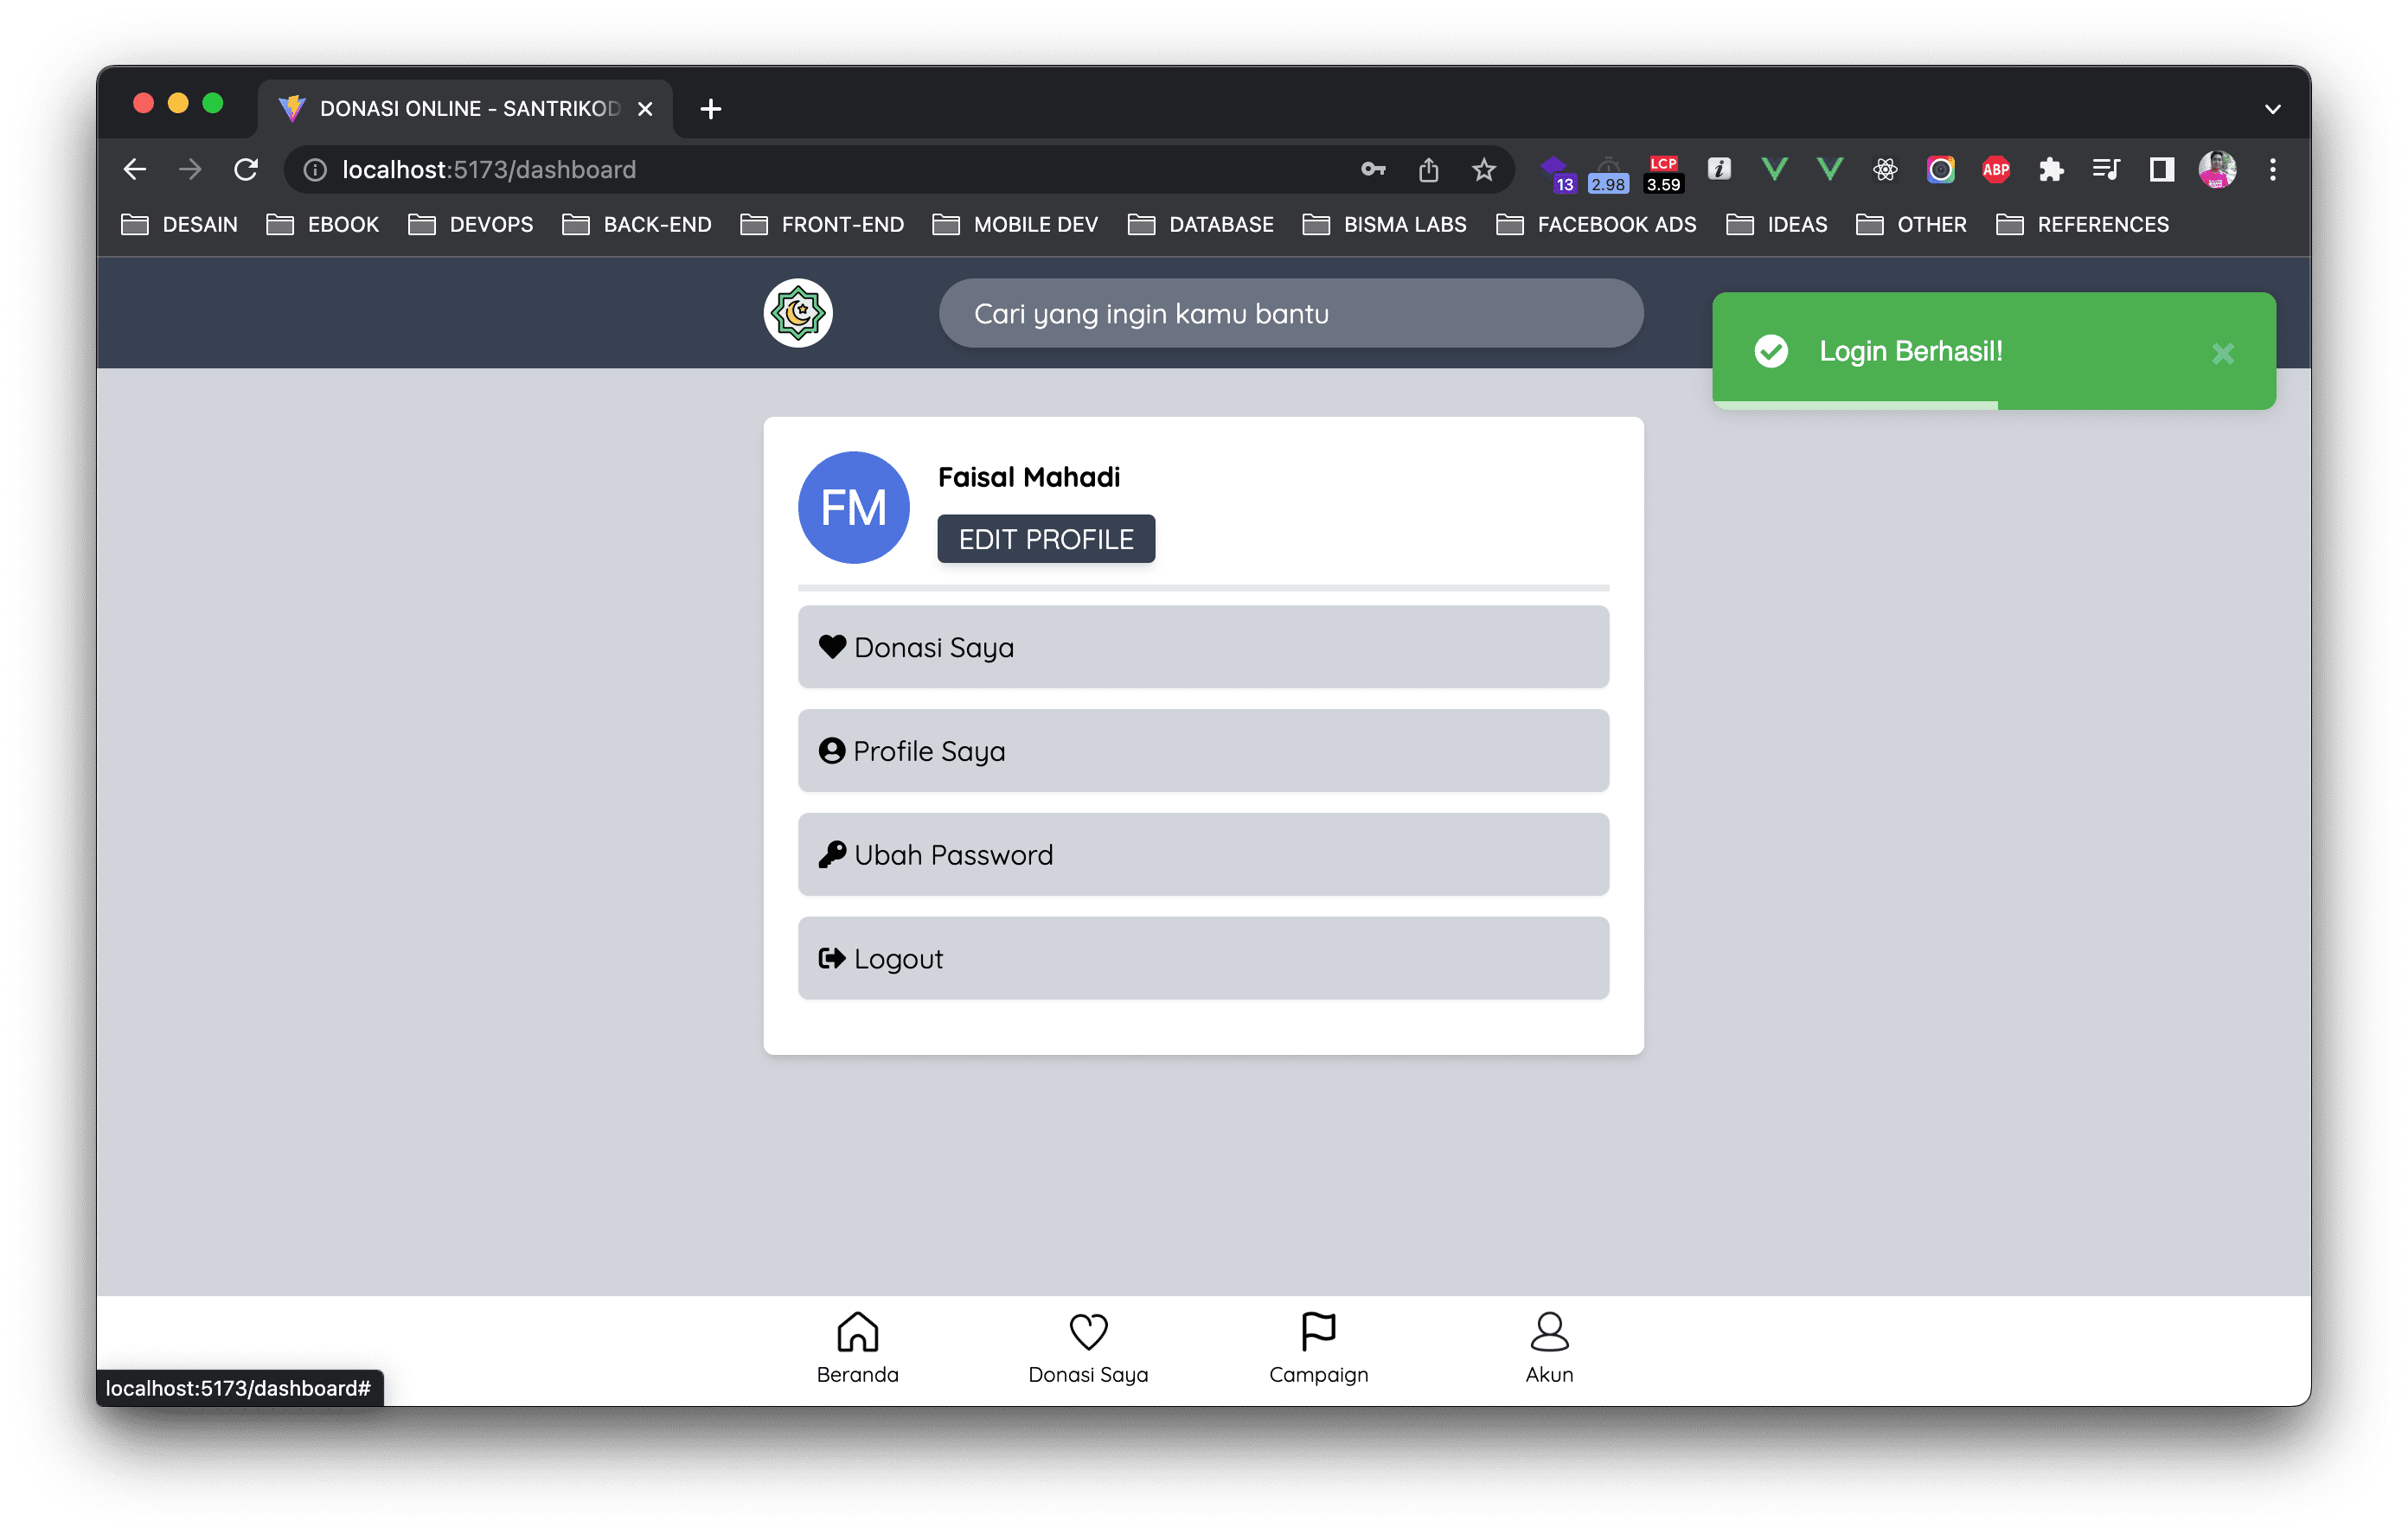 DONASI ONLINE - SANTRIKOD
localhost:5173/dashboard
13
2.98
LCP
3.59
ABP
DESAIN
EBOOK
DEVOPS
BACK-END
FRONT-END
MOBILE DEV
DATABASE
BISMA LABS
FACEBOOK ADS
IDEAS
OTHER
REFERENCES
Cari yang ingin kamu bantu
Login Berhasil!
FM
Faisal Mahadi
EDIT PROFILE
Donasi Saya
Profile Saya
Ubah Password
Logout
Beranda
Donasi Saya
Campaign
Akun
localhost:5173/dashboard#